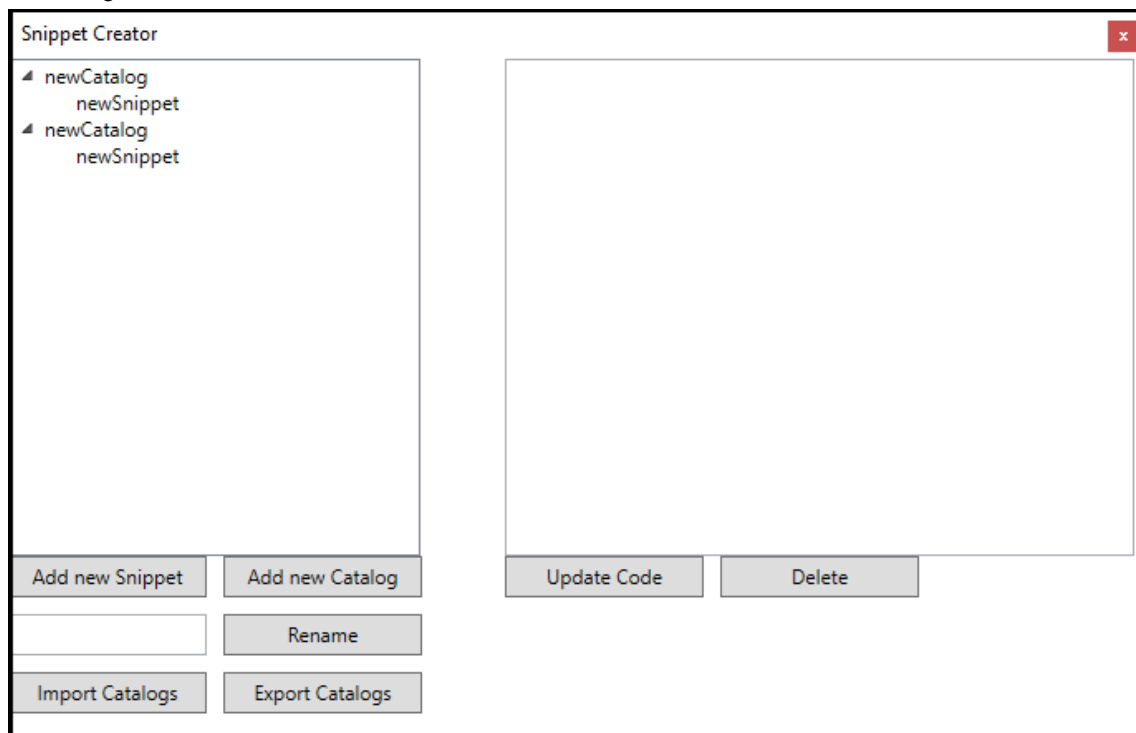 Snippet Creator
x
newCatalog
newSnippet
newCatalog
newSnippet
Add new Snippet
Add new Catalog
Update Code
Delete
Rename
Import Catalogs
Export Catalogs